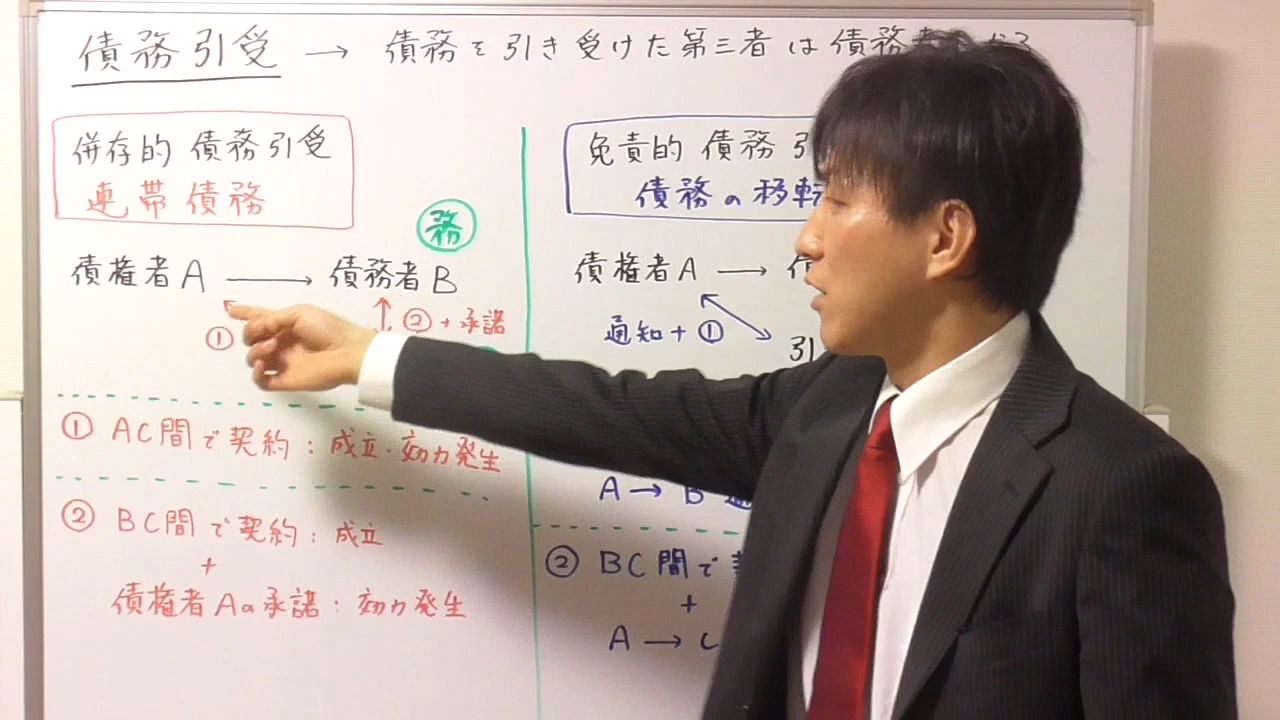 債務引受 → 債務を引き受けた第三者は債務者
併存的 債務引受
連帯 債務
務
債権者A → 債務者B
① ②+承諾
① AC間で契約:成立・効力発生
② BC間で契約:成立
+
債権者Aの承諾:効力発生
免責的 債務 引
債務の移転
債権者A → 債
通知+①
引
A→B 通
② BC間で
+
A→C